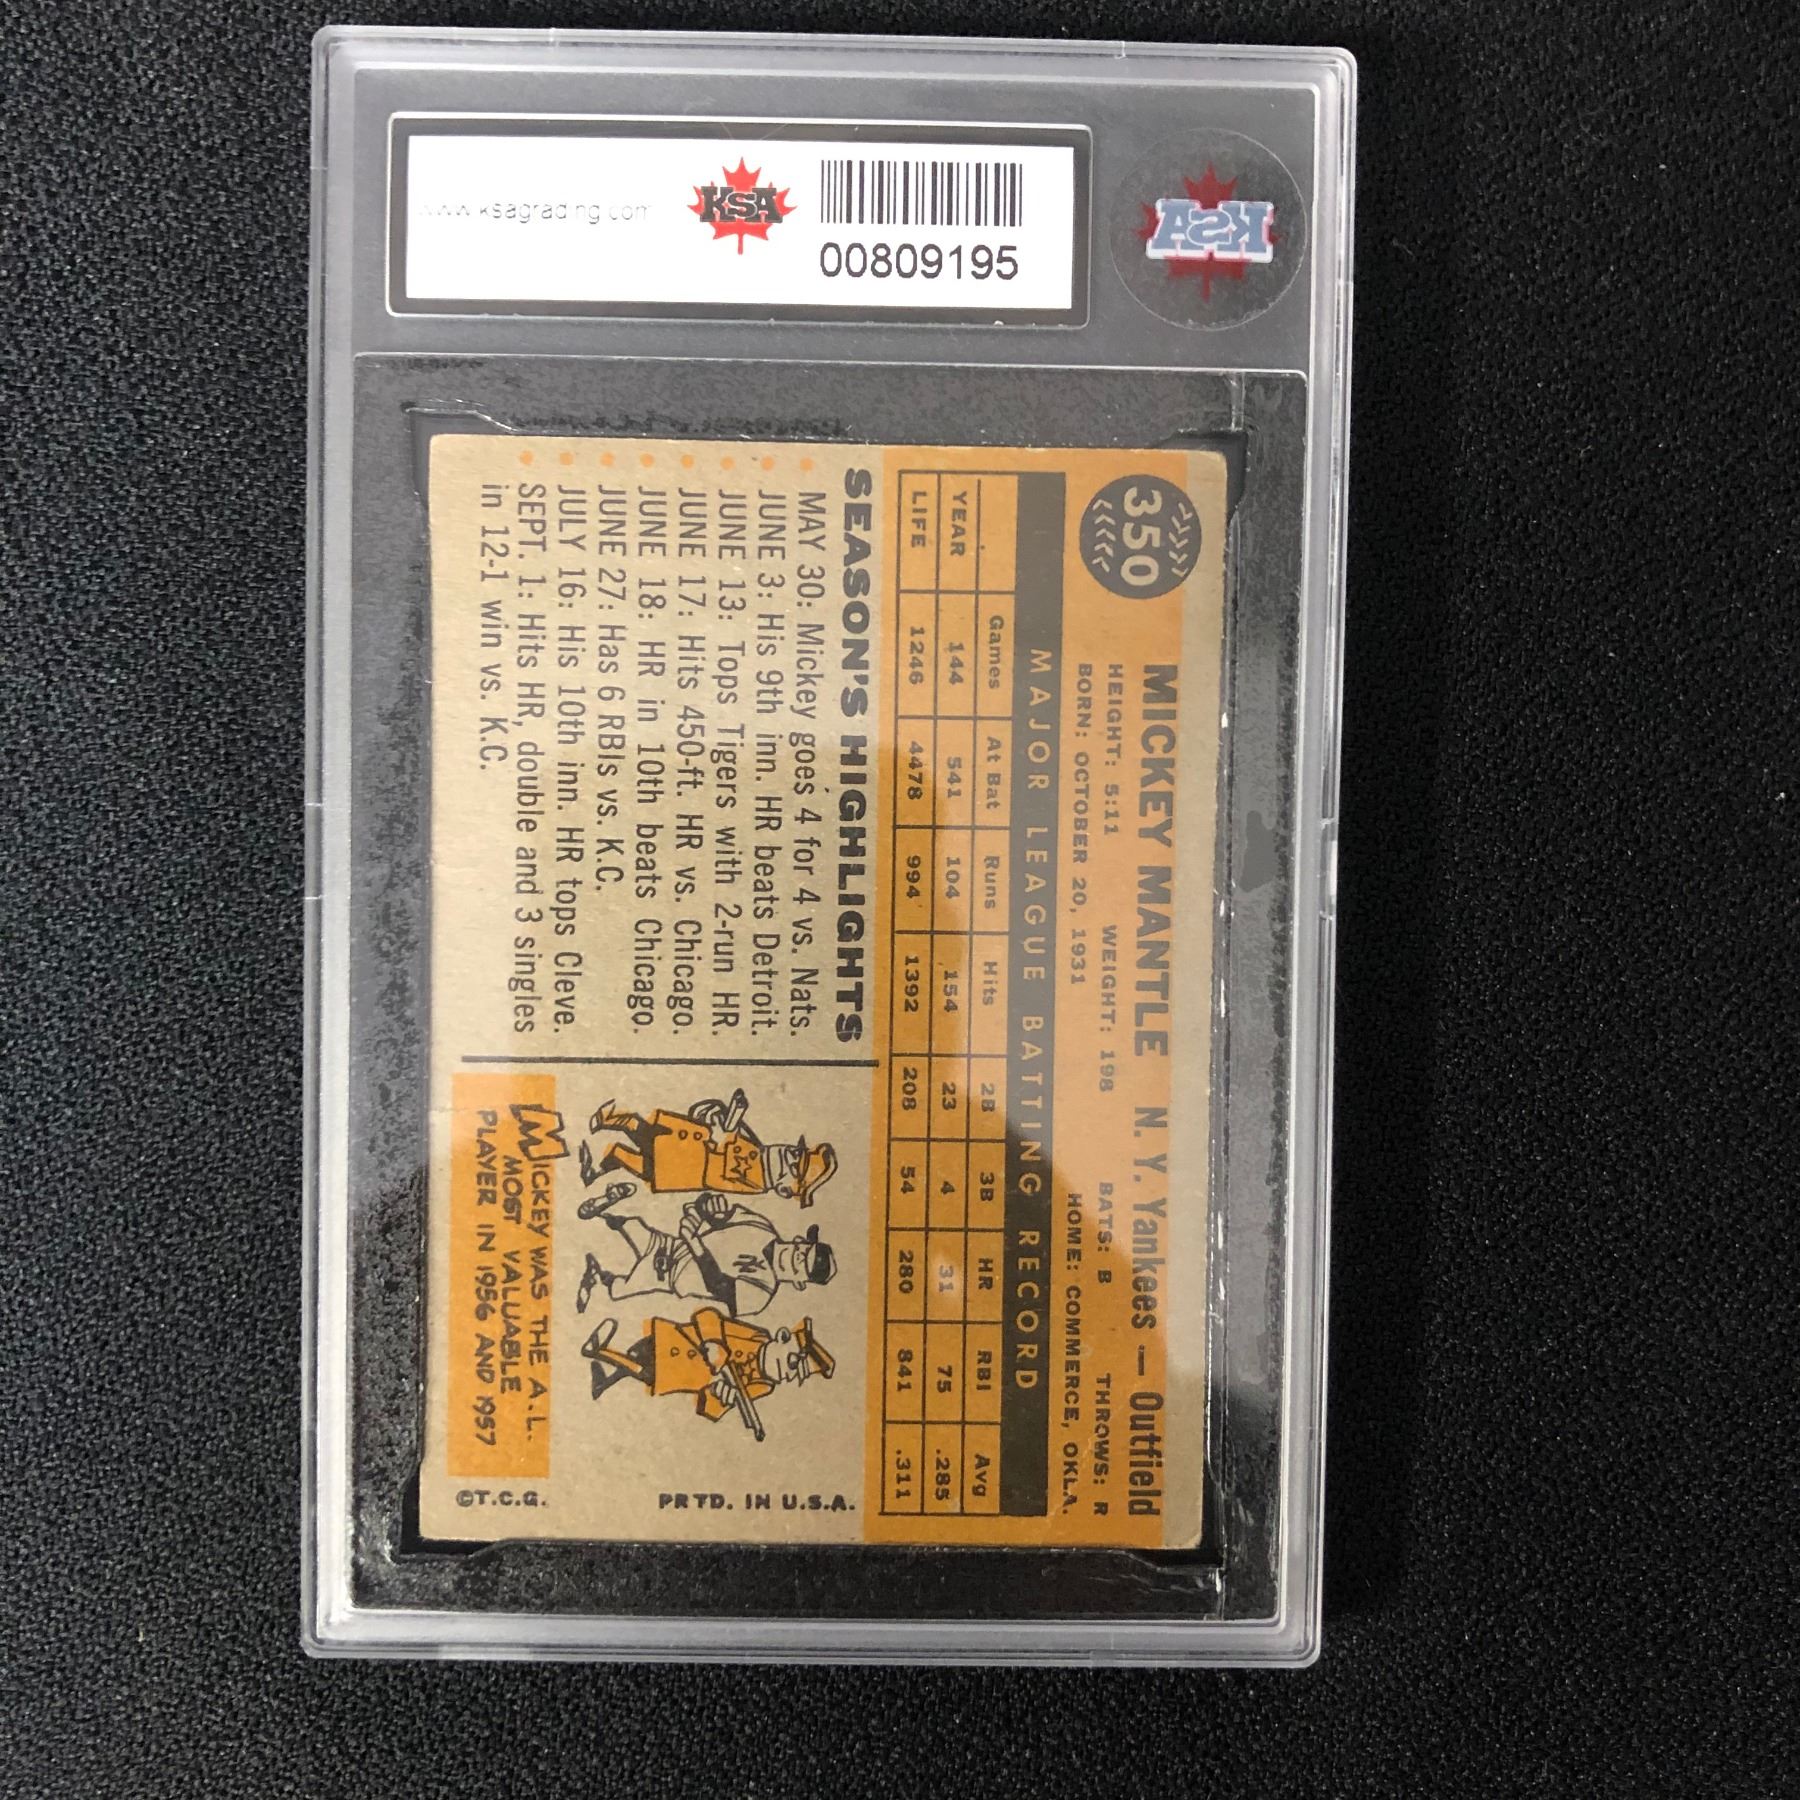 www.ksagrading.com
KSA
00809195
KSA
350
MICKEY MANTLE N. Y. Yankees — Outfield
HEIGHT: 5:11 WEIGHT: 198 BATS: B THROWS: R
BORN: OCTOBER 20, 1931 HOME: COMMERCE, OKLA.
MAJOR LEAGUE BATTING RECORD
Games At Bat Runs Hits 2B 3B HR RBI Avg
YEAR 144 541 104 154 23 4 31 75 .285
LIFE 1246 4478 994 1392 208 54 280 841 .311
SEASON'S HIGHLIGHTS
MAY 30: Mickey goes 4 for 4 vs. Nats.
JUNE 3: His 9th inn. HR beats Detroit.
JUNE 13: Tops Tigers with 2-run HR.
JUNE 17: Hits 450-ft. HR vs. Chicago.
JUNE 18: HR in 10th beats Chicago.
JUNE 27: Has 6 RBIs vs. K.C.
JULY 16: His 10th inn. HR tops Cleve.
SEPT. 1: Hits HR, double and 3 singles
in 12-1 win vs. K.C.
MICKEY WAS THE A.L.
MOST VALUABLE
PLAYER IN 1956 AND 1957
PRTD. IN U.S.A.
©T.C.G.